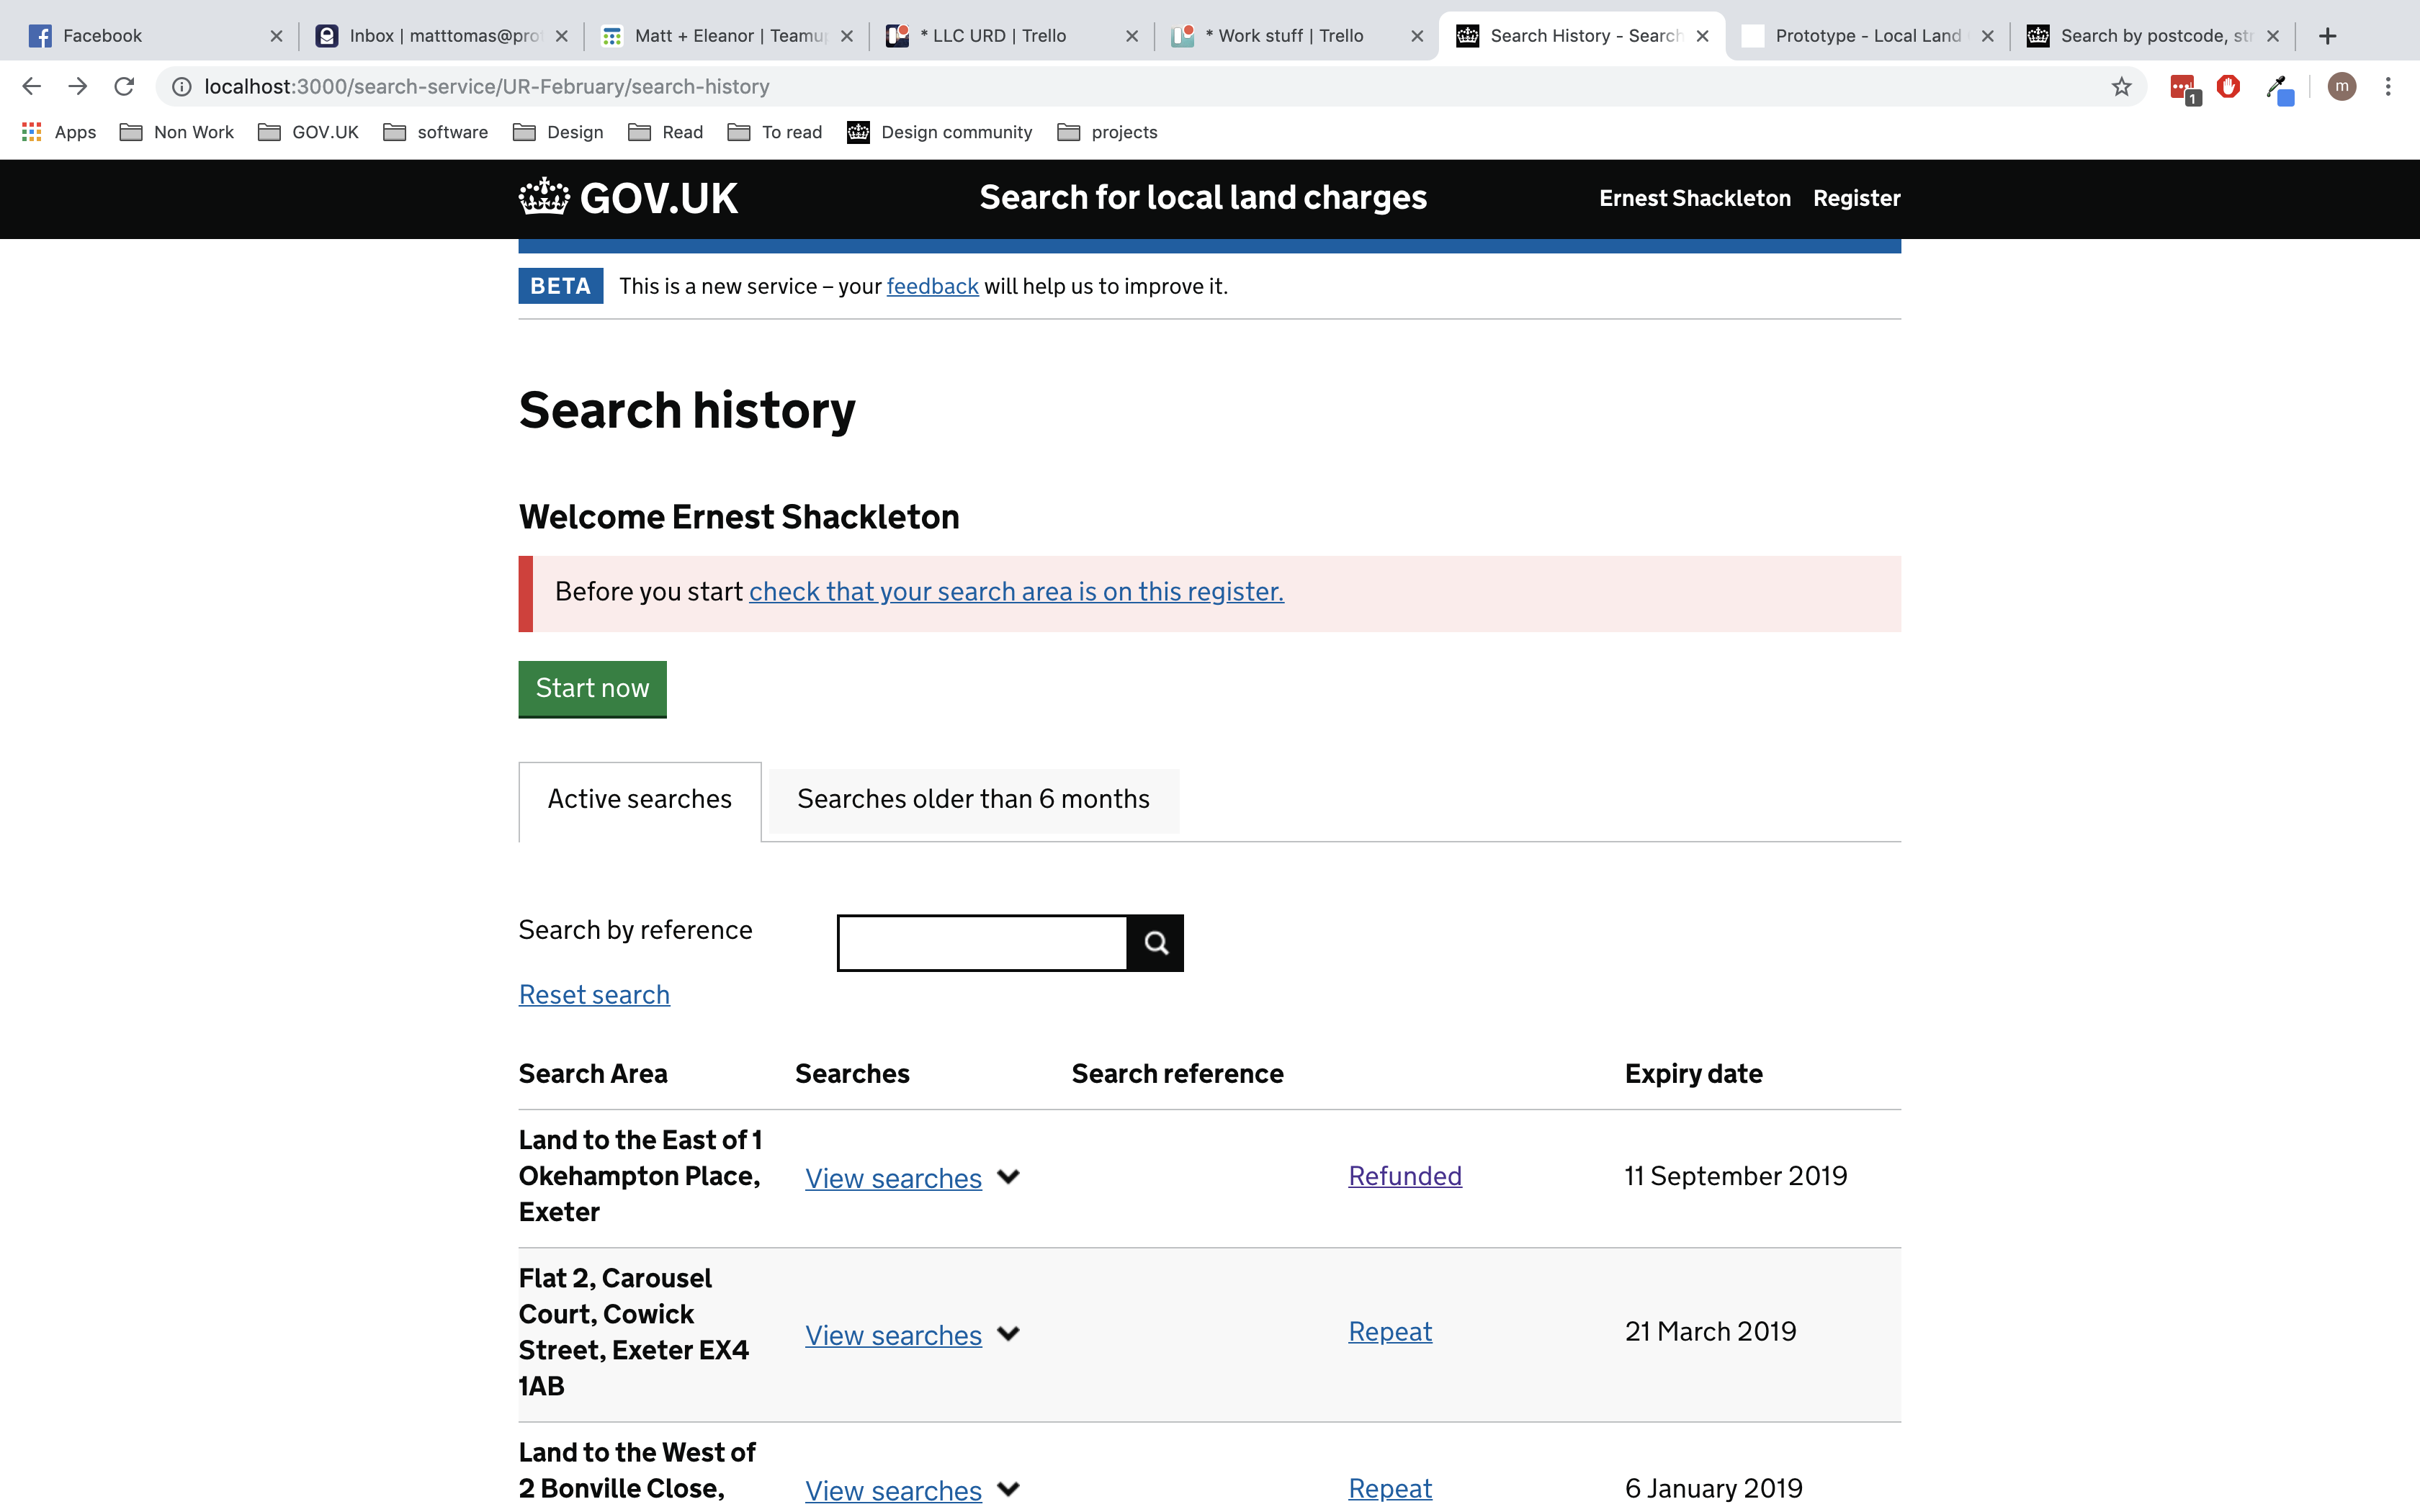 Facebook
Inbox | matttomas@pro
Matt + Eleanor | Teamup
* LLC URD | Trello
* Work stuff | Trello
Search History - Search
Prototype - Local Land
Search by postcode, str
localhost:3000/search-service/UR-February/search-history
1
m
Apps
Non Work
GOV.UK
software
Design
Read
To read
Design community
projects
GOV.UK
Search for local land charges
Ernest Shackleton
Register
BETA This is a new service – your feedback will help us to improve it.
Search history
Welcome Ernest Shackleton
Before you start check that your search area is on this register.
Start now
Active searches
Searches older than 6 months
Search by reference
Reset search
Search Area Searches Search reference Expiry date
Land to the East of 1
Okehampton Place,
Exeter
View searches
Refunded
11 September 2019
Flat 2, Carousel
Court, Cowick
Street, Exeter EX4
1AB
View searches
Repeat
21 March 2019
Land to the West of
2 Bonville Close,
View searches
Repeat
6 January 2019